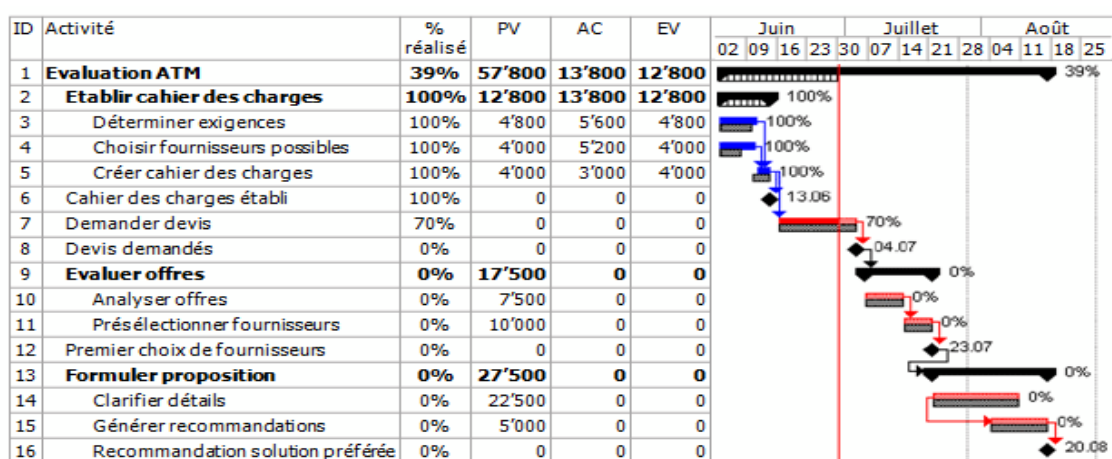 ID Activité % réalisé PV AC EV Juin Juillet Août
02 09 16 23 30 07 14 21 28 04 11 18 25
1 Evaluation ATM 39% 57'800 13'800 12'800 39%
2 Etablir cahier des charges 100% 12'800 13'800 12'800 100%
3 Déterminer exigences 100% 4'800 5'600 4'800 100%
4 Choisir fournisseurs possibles 100% 4'000 5'200 4'000 100%
5 Créer cahier des charges 100% 4'000 3'000 4'000 100%
6 Cahier des charges établi 100% 0 0 0 13.06
7 Demander devis 70% 0 0 0 70%
8 Devis demandés 0% 0 0 0 04.07
9 Evaluer offres 0% 17'500 0 0 0%
10 Analyser offres 0% 7'500 0 0 0%
11 Présélectionner fournisseurs 0% 10'000 0 0 0%
12 Premier choix de fournisseurs 0% 0 0 0 23.07
13 Formuler proposition 0% 27'500 0 0 0%
14 Clarifier détails 0% 22'500 0 0 0%
15 Générer recommandations 0% 5'000 0 0 0%
16 Recommandation solution préférée 0% 0 0 0 20.08